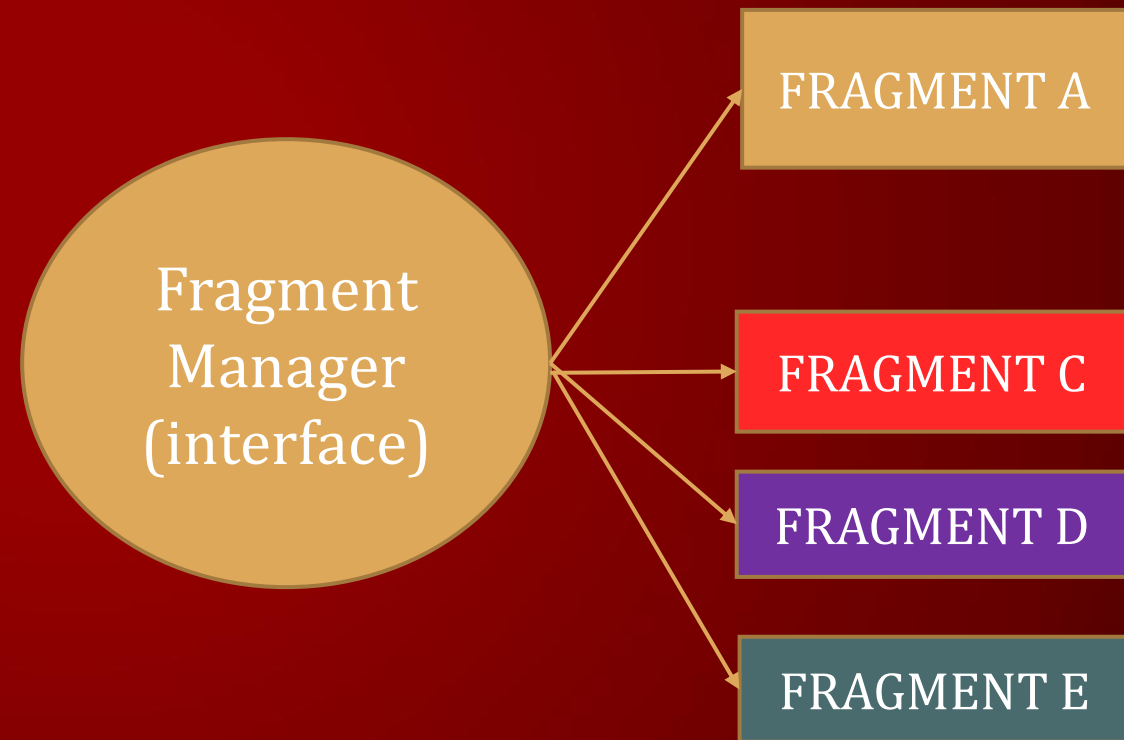 FRAGMENT A
Fragment
Manager
(interface)
FRAGMENT C
FRAGMENT D
FRAGMENT E